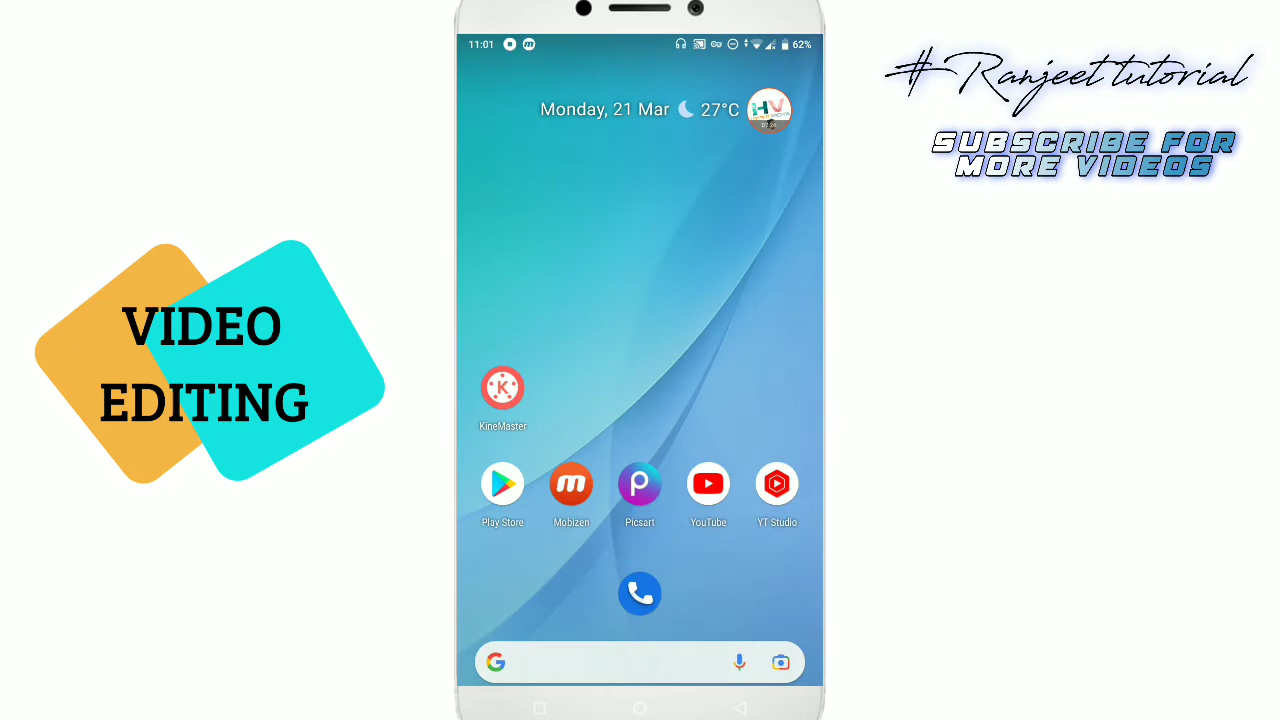 11:01
62%
# Ranjeet tutorial
SUBSCRIBE FOR
MORE VIDEOS
Monday, 21 Mar 27°C
HV
VIDEO
EDITING
K
KineMaster
Play Store
Mobizen
Picsart
YouTube
YT Studio